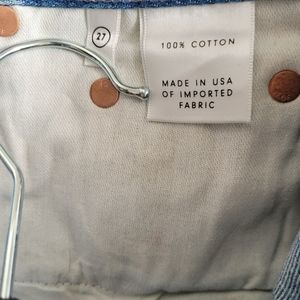 27
100% COTTON
MADE IN USA
OF IMPORTED
FABRIC